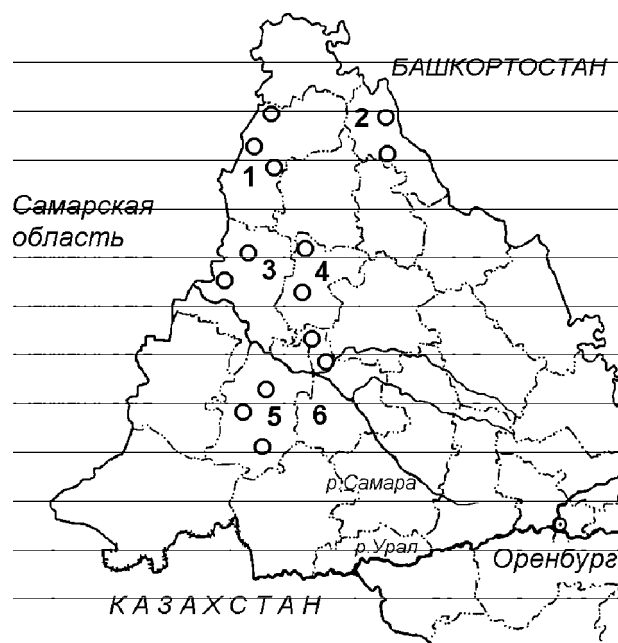 БАШКОРТОСТАН
2
1
Самарская
область
3
4
5
6
р.Самара
р.Урал
Оренбург
КАЗАХСТАН